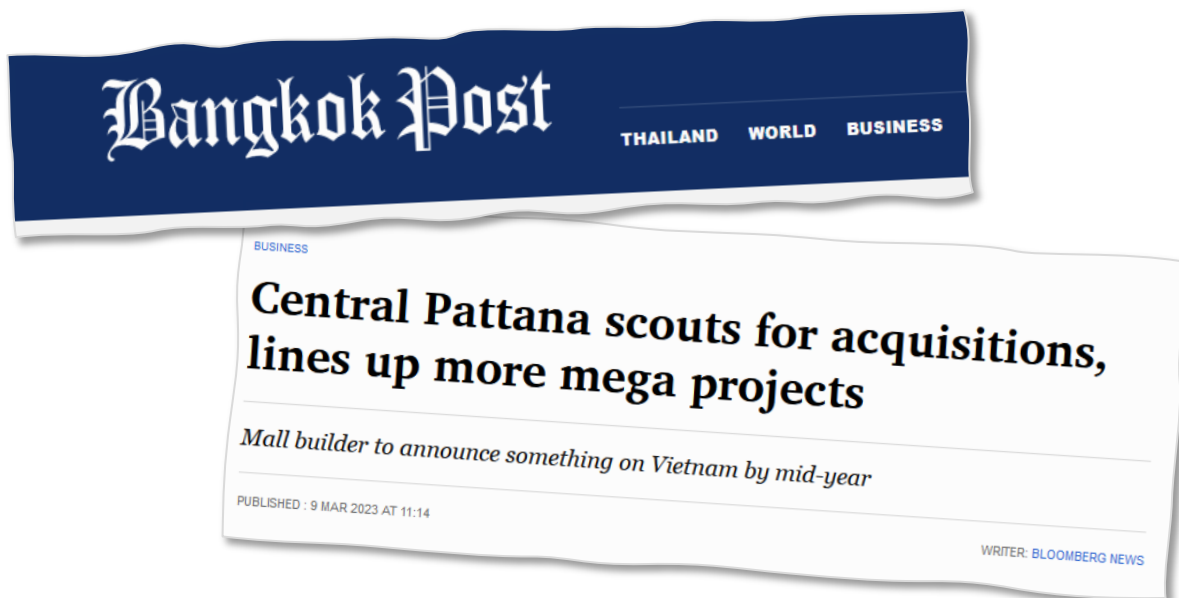 Bangkok Post
THAILAND WORLD BUSINESS
BUSINESS
Central Pattana scouts for acquisitions,
lines up more mega projects
Mall builder to announce something on Vietnam by mid-year
PUBLISHED : 9 MAR 2023 AT 11:14
WRITER: BLOOMBERG NEWS